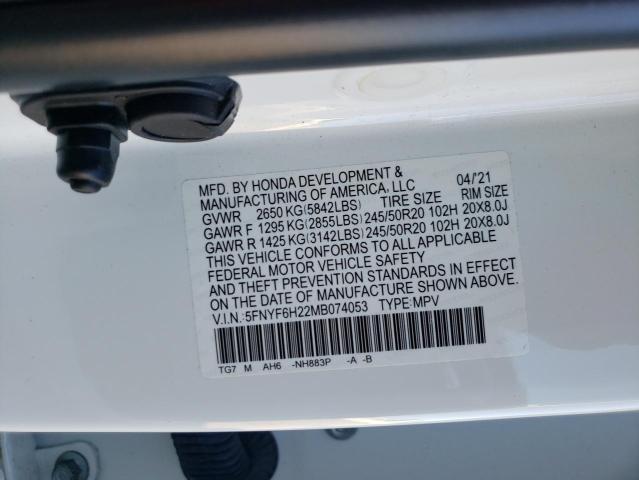 MFD. BY HONDA DEVELOPMENT & 04/21
MANUFACTURING OF AMERICA, LLC
GVWR 2650 KG(5842LBS) TIRE SIZE RIM SIZE
GAWR F 1295 KG(2855LBS) 245/50R20 102H 20X8.0J
GAWR R 1425 KG(3142LBS) 245/50R20 102H 20X8.0J
THIS VEHICLE CONFORMS TO ALL APPLICABLE
FEDERAL MOTOR VEHICLE SAFETY
AND THEFT PREVENTION STANDARDS IN EFFECT
ON THE DATE OF MANUFACTURE SHOWN ABOVE.
V.I.N.: 5FNYF6H22MB074053 TYPE: MPV
TG7 M AH6 -NH883P -A -B